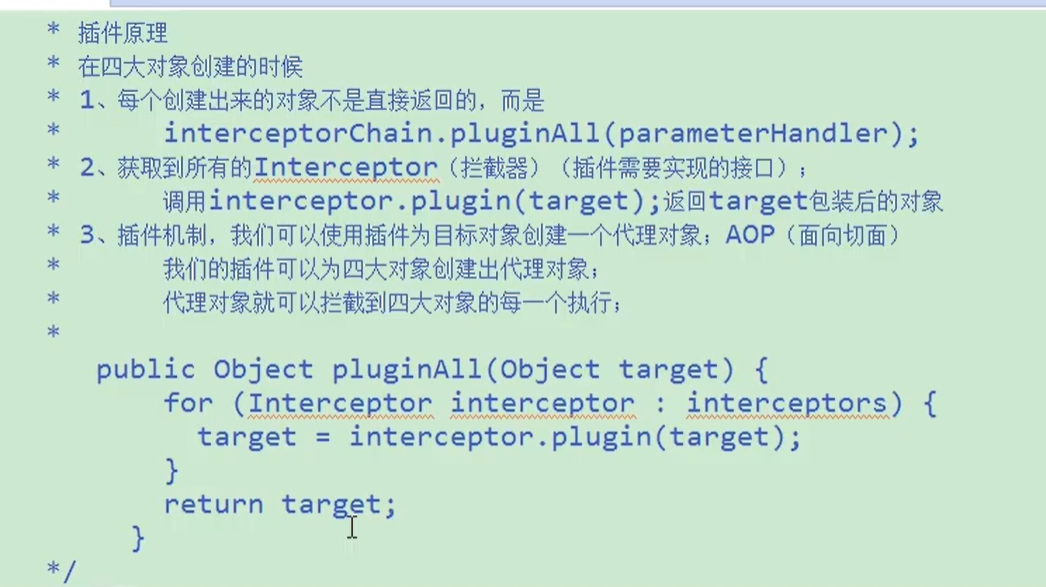 * 插件原理
* 在四大对象创建的时候
* 1、每个创建出来的对象不是直接返回的，而是
*       interceptorChain.pluginAll(parameterHandler);
* 2、获取到所有的Interceptor（拦截器）（插件需要实现的接口）；
*       调用interceptor.plugin(target);返回target包装后的对象
* 3、插件机制，我们可以使用插件为目标对象创建一个代理对象；AOP（面向切面）
*       我们的插件可以为四大对象创建出代理对象；
*       代理对象就可以拦截到四大对象的每一个执行；
*
public Object pluginAll(Object target) {
    for (Interceptor interceptor : interceptors) {
      target = interceptor.plugin(target);
    }
    return target;
  }
*/